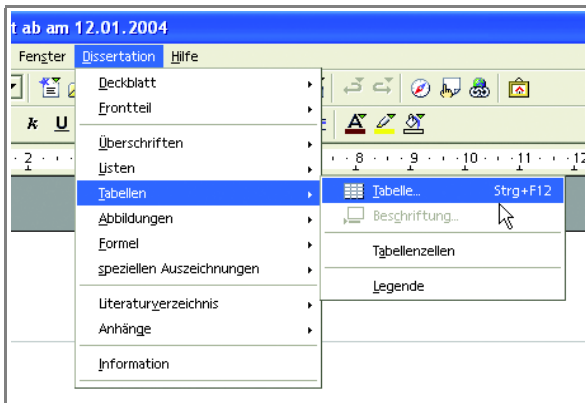 t ab am 12.01.2004
Fenster Dissertation Hilfe
Deckblatt
Frontteil
k U
Überschriften
· 2 · · · 8 · · · 9 · · · 10 · · · 11 · · · 12
Listen
Tabellen
Tabelle... Strg+F12
Abbildungen
Beschriftung...
Formel
Tabellenzellen
speziellen Auszeichnungen
Legende
Literaturverzeichnis
Anhänge
Information